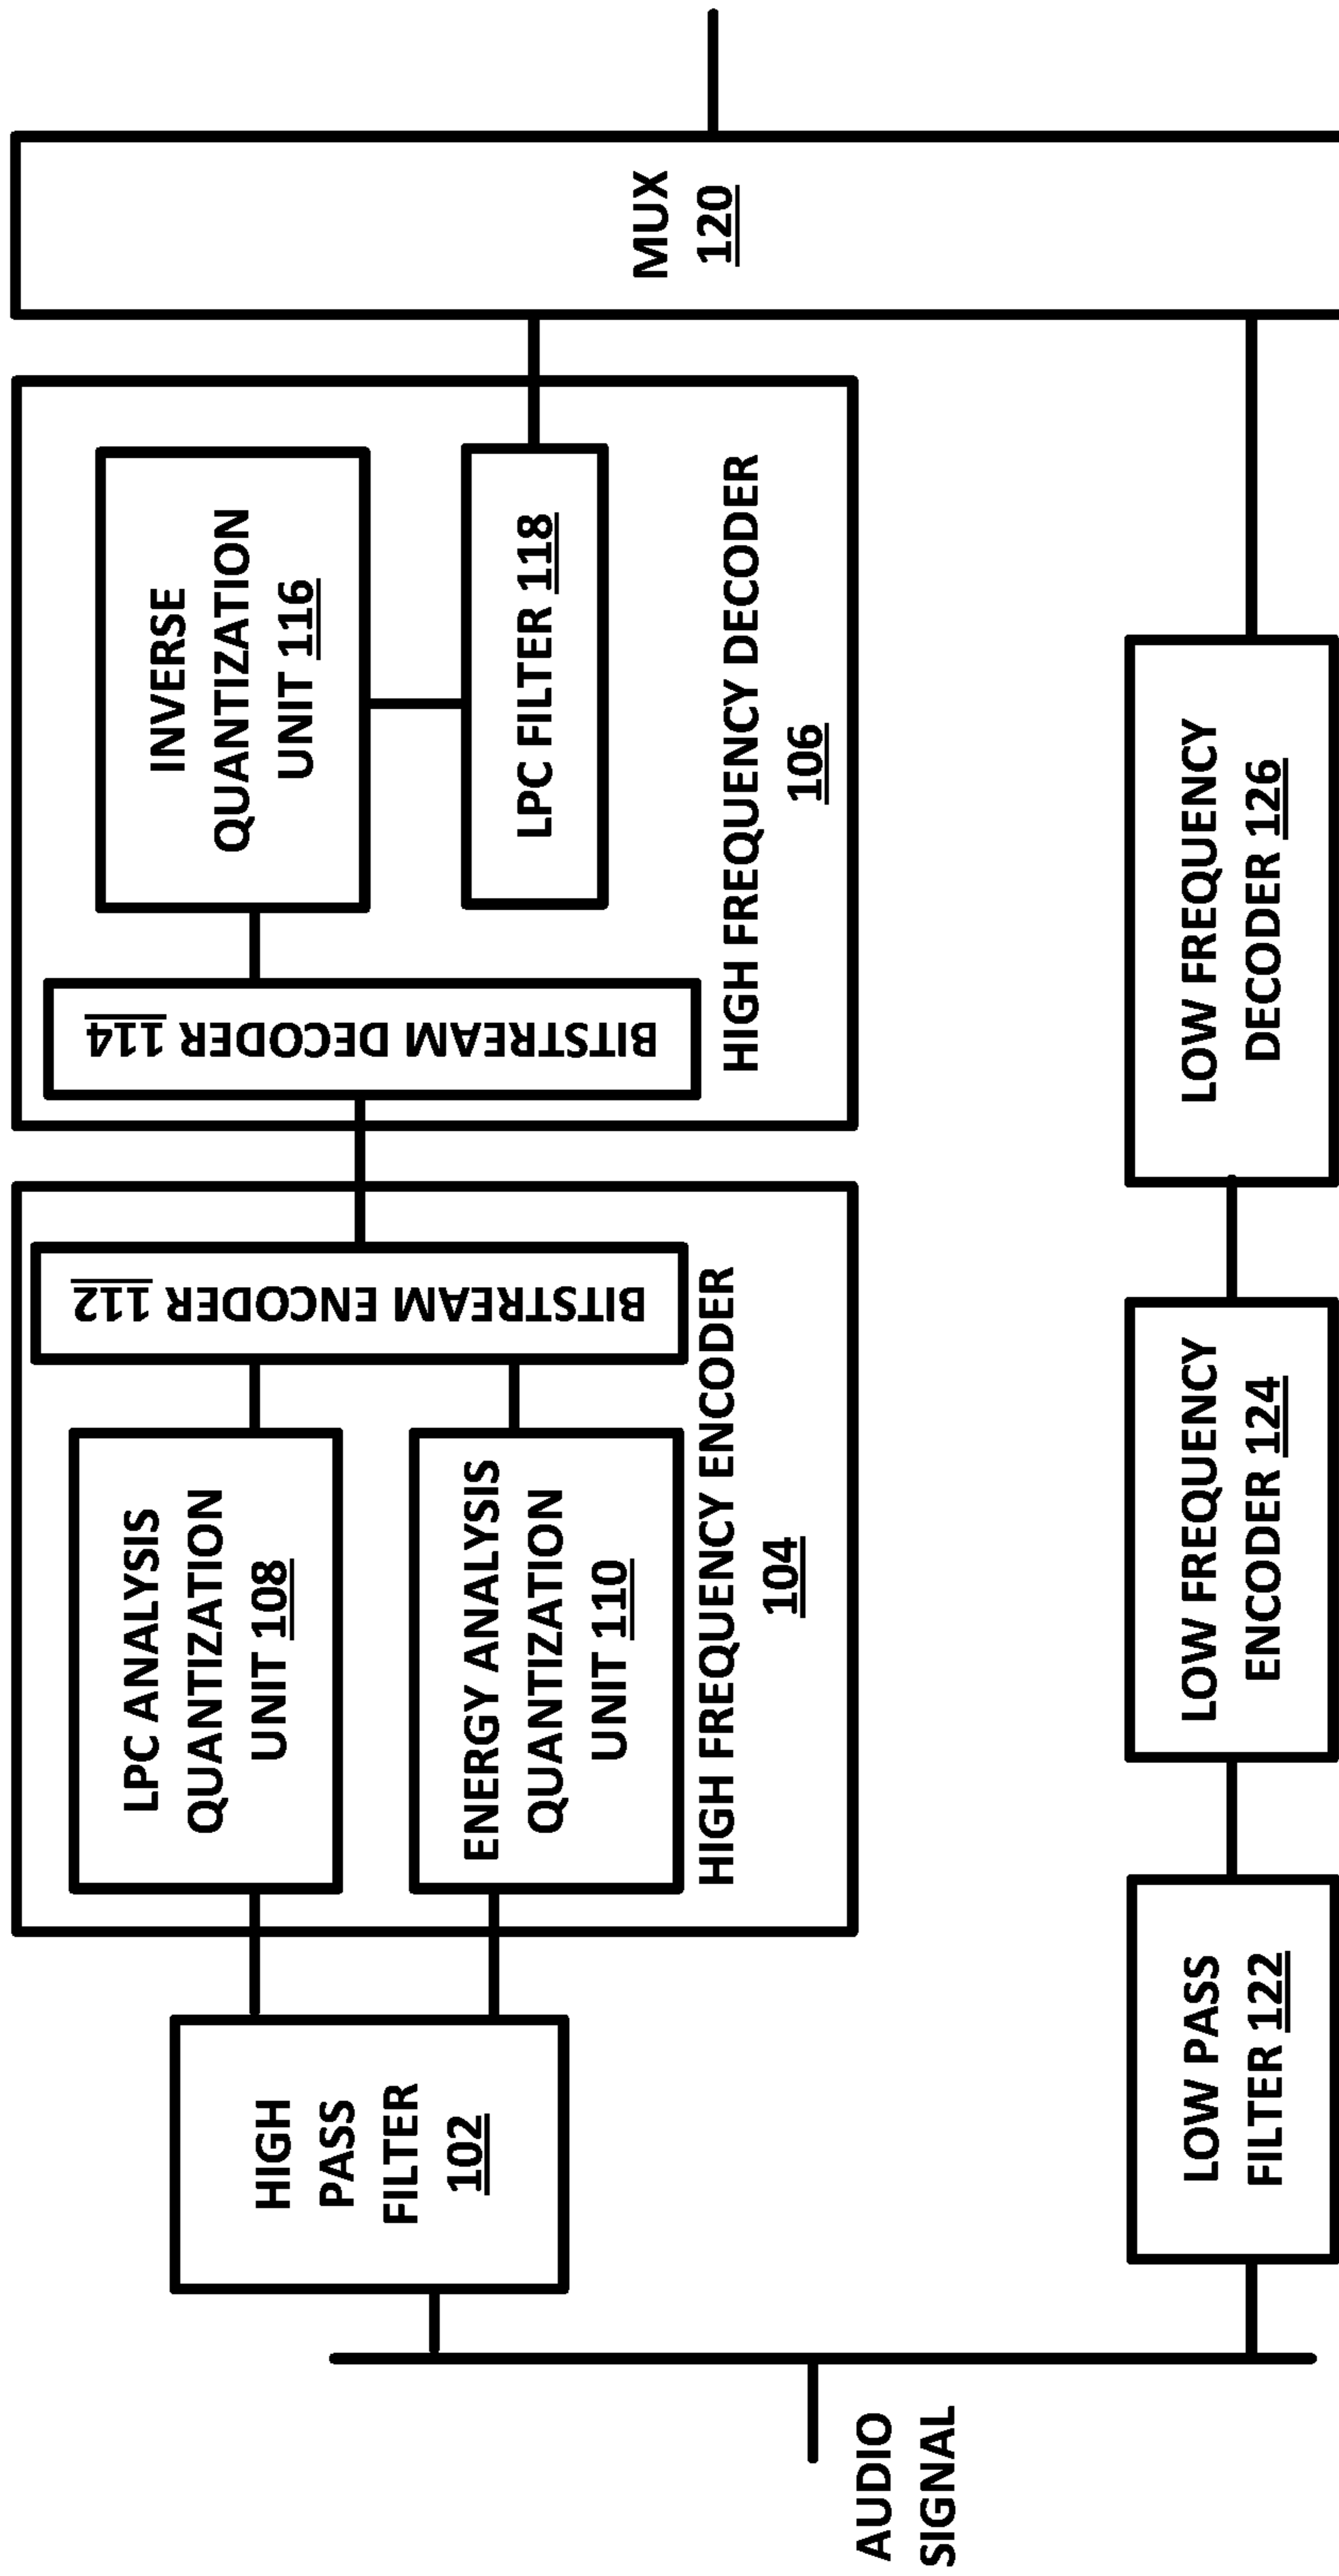 AUDIO
SIGNAL
HIGH
PASS
FILTER
102
LPC ANALYSIS
QUANTIZATION
UNIT 108
ENERGY ANALYSIS
QUANTIZATION
UNIT 110
BITSTREAM ENCODER 112
HIGH FREQUENCY ENCODER
104
BITSTREAM DECODER 114
INVERSE
QUANTIZATION
UNIT 116
LPC FILTER 118
HIGH FREQUENCY DECODER
106
MUX
120
LOW PASS
FILTER 122
LOW FREQUENCY
ENCODER 124
LOW FREQUENCY
DECODER 126